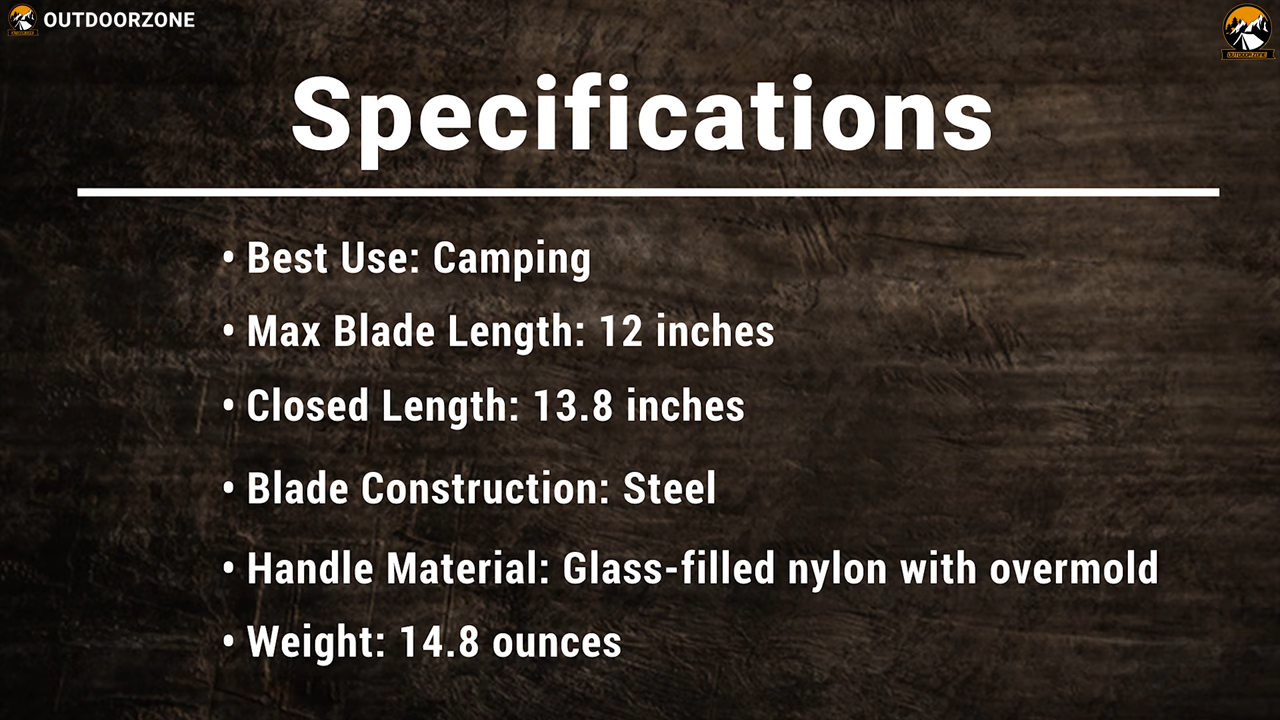 OUTDOORZONE
OUTDOORZONE
Specifications
• Best Use: Camping
• Max Blade Length: 12 inches
• Closed Length: 13.8 inches
• Blade Construction: Steel
• Handle Material: Glass-filled nylon with overmold
• Weight: 14.8 ounces